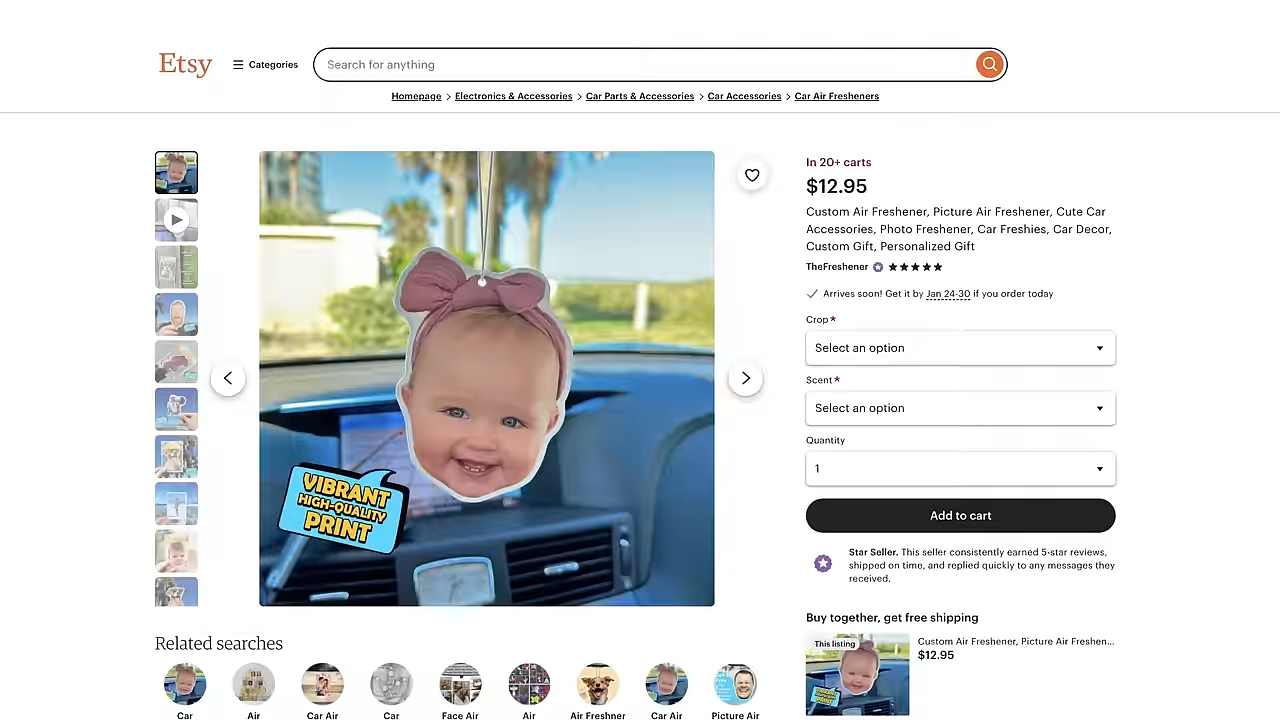 Etsy
Categories
Search for anything
Homepage > Electronics & Accessories > Car Parts & Accessories > Car Accessories > Car Air Fresheners
In 20+ carts
$12.95
Custom Air Freshener, Picture Air Freshener, Cute Car
Accessories, Photo Freshener, Car Freshies, Car Decor,
Custom Gift, Personalized Gift
TheFreshener
Arrives soon! Get it by Jan 24-30 if you order today
Crop *
Select an option
Scent *
Select an option
Quantity
1
Add to cart
Star Seller. This seller consistently earned 5-star reviews,
shipped on time, and replied quickly to any messages they
received.
VIBRANT
HIGH-QUALITY
PRINT
Buy together, get free shipping
This listing
Custom Air Freshener, Picture Air Freshen...
$12.95
Related searches
Car
Air
Car Air
Car
Face Air
Air
Air Freshner
Car Air
Picture Air